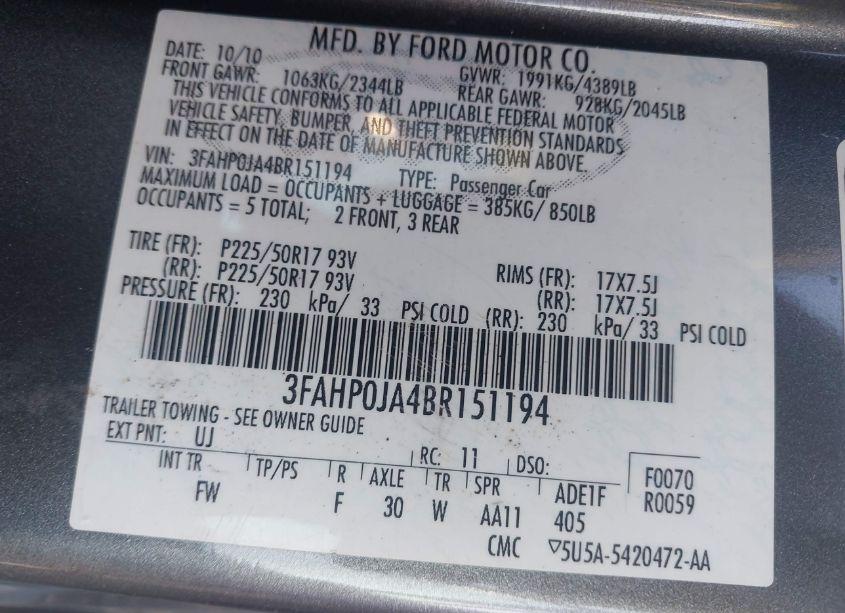 MFD. BY FORD MOTOR CO.
DATE: 10/10 GVWR: 1991KG/4389LB
FRONT GAWR: 1063KG/2344LB REAR GAWR: 928KG/2045LB
THIS VEHICLE CONFORMS TO ALL APPLICABLE FEDERAL MOTOR
VEHICLE SAFETY, BUMPER, AND THEFT PREVENTION STANDARDS
IN EFFECT ON THE DATE OF MANUFACTURE SHOWN ABOVE.
VIN: 3FAHP0JA4BR151194 TYPE: Passenger Car
MAXIMUM LOAD = OCCUPANTS + LUGGAGE = 385KG/ 850LB
OCCUPANTS = 5 TOTAL; 2 FRONT, 3 REAR
TIRE (FR): P225/50R17 93V RIMS (FR): 17X7.5J
(RR): P225/50R17 93V (RR): 17X7.5J
PRESSURE (FR): 230 kPa/ 33 PSI COLD (RR): 230 kPa/ 33 PSI COLD
3FAHP0JA4BR151194
TRAILER TOWING - SEE OWNER GUIDE
EXT PNT: UJ RC: 11 DSO: F0070
INT TR TP/PS R AXLE TR SPR ADE1F R0059
FW F 30 W AA11 405
CMC ▽5U5A-5420472-AA